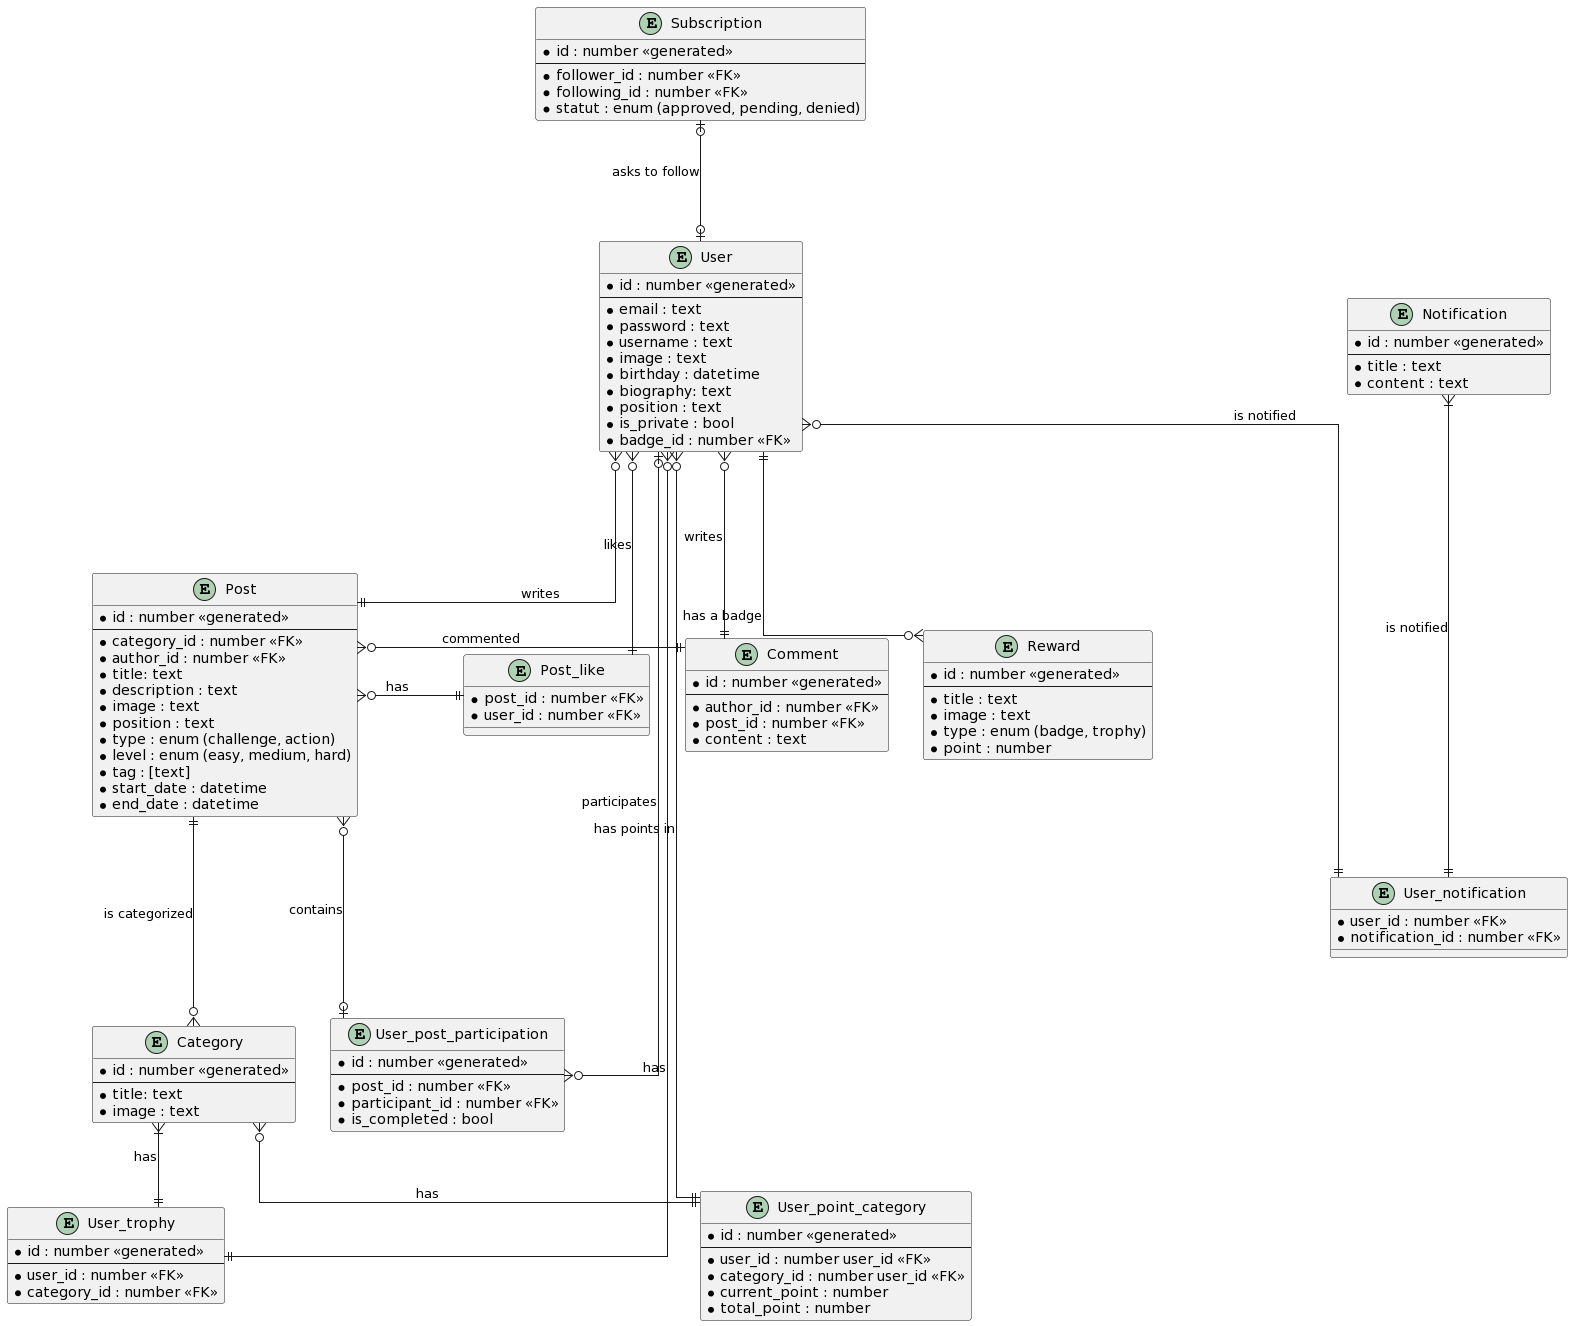 E Subscription
id : number «generated»
follower_id : number «FK»
following_id : number «FK»
statut : enum (approved, pending, denied)
asks to follow
E User
id : number «generated»
email : text
password : text
username : text
image : text
birthday : datetime
biography: text
position : text
is_private : bool
badge_id : number «FK»
E Notification
id : number «generated»
title : text
content : text
is notified
is notified
likes
writes
writes
has a badge
commented
has
E Post
id : number «generated»
category_id : number «FK»
author_id : number «FK»
title: text
description : text
image : text
position : text
type : enum (challenge, action)
level : enum (easy, medium, hard)
tag : [text]
start_date : datetime
end_date : datetime
E Post_like
post_id : number «FK»
user_id : number «FK»
E Comment
id : number «generated»
author_id : number «FK»
post_id : number «FK»
content : text
E Reward
id : number «generated»
title : text
image : text
type : enum (badge, trophy)
point : number
participates
has points in
is categorized
contains
E User_notification
user_id : number «FK»
notification_id : number «FK»
E Category
id : number «generated»
title: text
image : text
E User_post_participation
id : number «generated»
post_id : number «FK»
participant_id : number «FK»
is_completed : bool
has
has
has
E User_trophy
id : number «generated»
user_id : number «FK»
category_id : number «FK»
E User_point_category
id : number «generated»
user_id : number user_id «FK»
category_id : number user_id «FK»
current_point : number
total_point : number